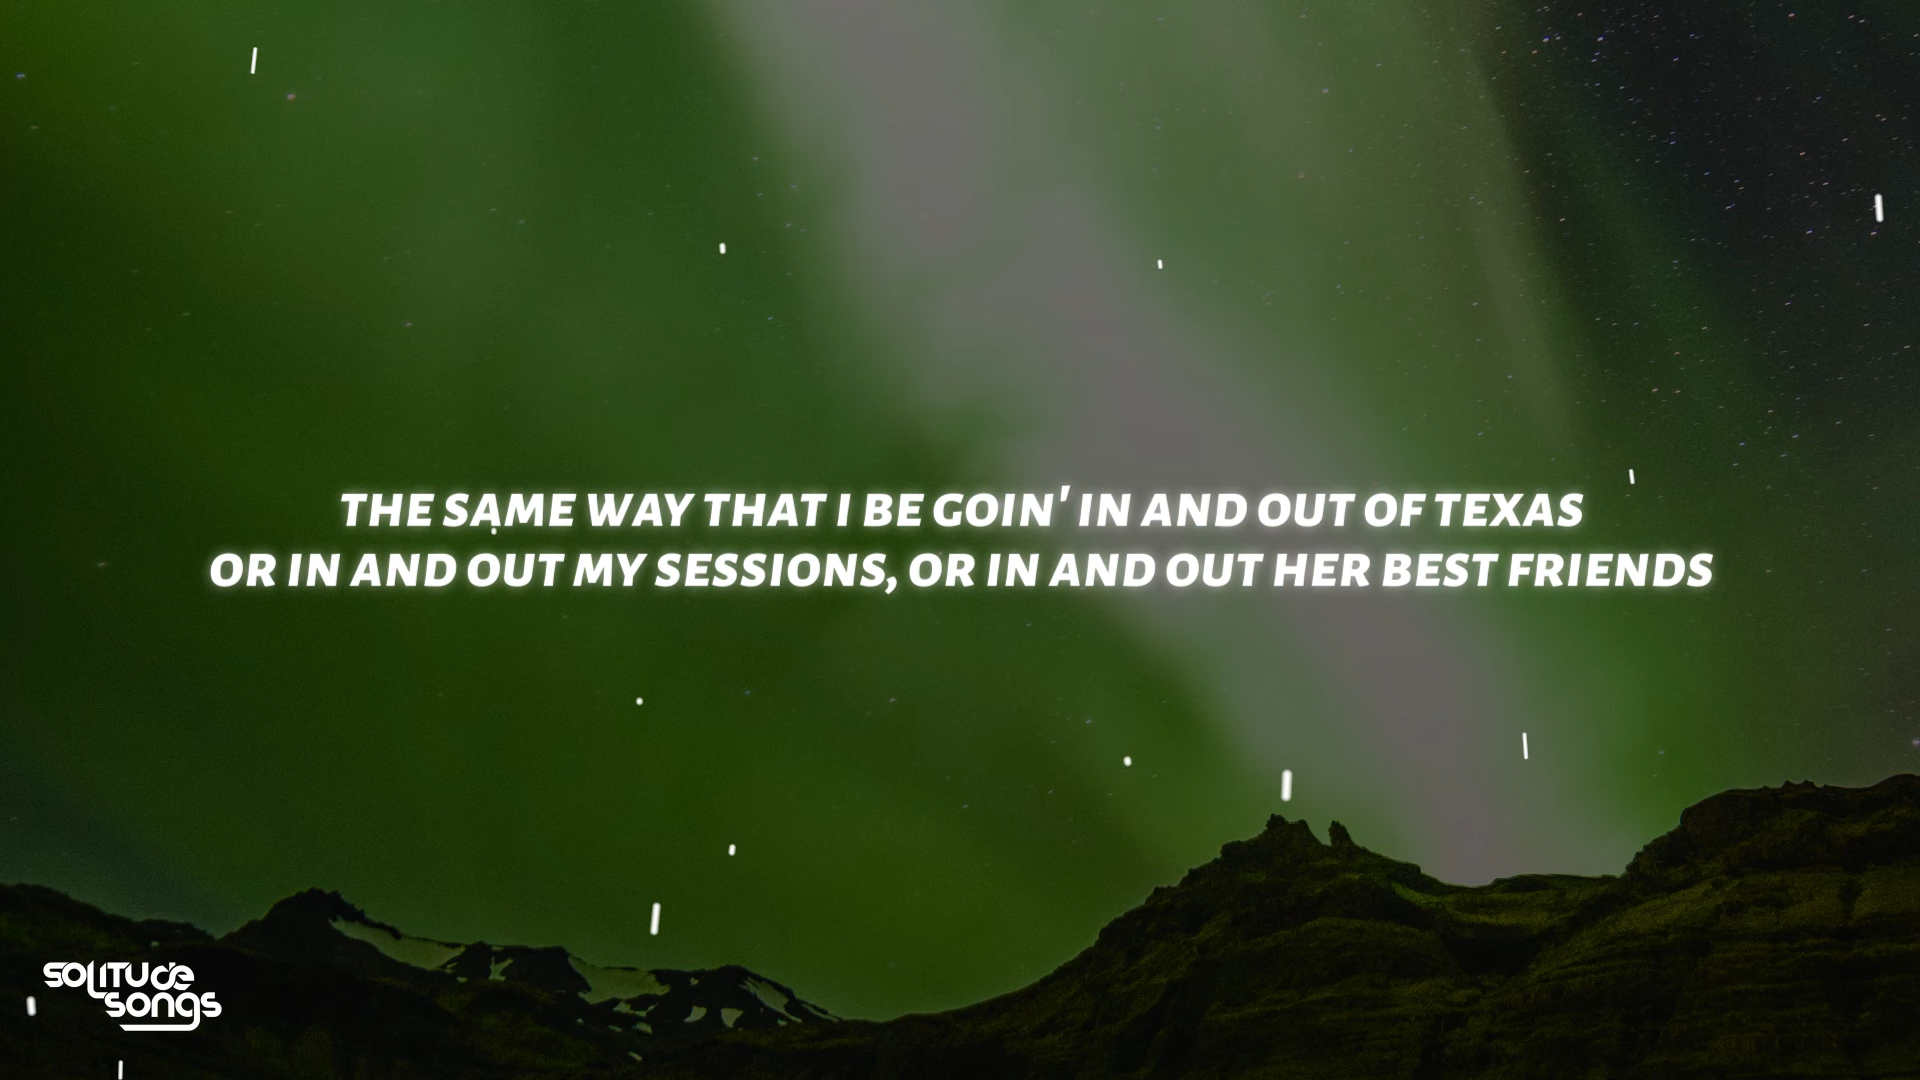 THE SAME WAY THAT I BE GOIN' IN AND OUT OF TEXAS
OR IN AND OUT MY SESSIONS, OR IN AND OUT HER BEST FRIENDS
solitude
songs